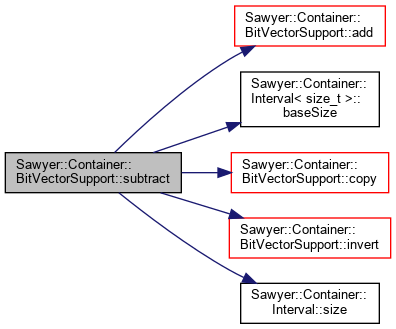 Sawyer::Container::
BitVectorSupport::add
Sawyer::Container::
Interval< size_t >::
baseSize
Sawyer::Container::
BitVectorSupport::subtract
Sawyer::Container::
BitVectorSupport::copy
Sawyer::Container::
BitVectorSupport::invert
Sawyer::Container::
Interval::size